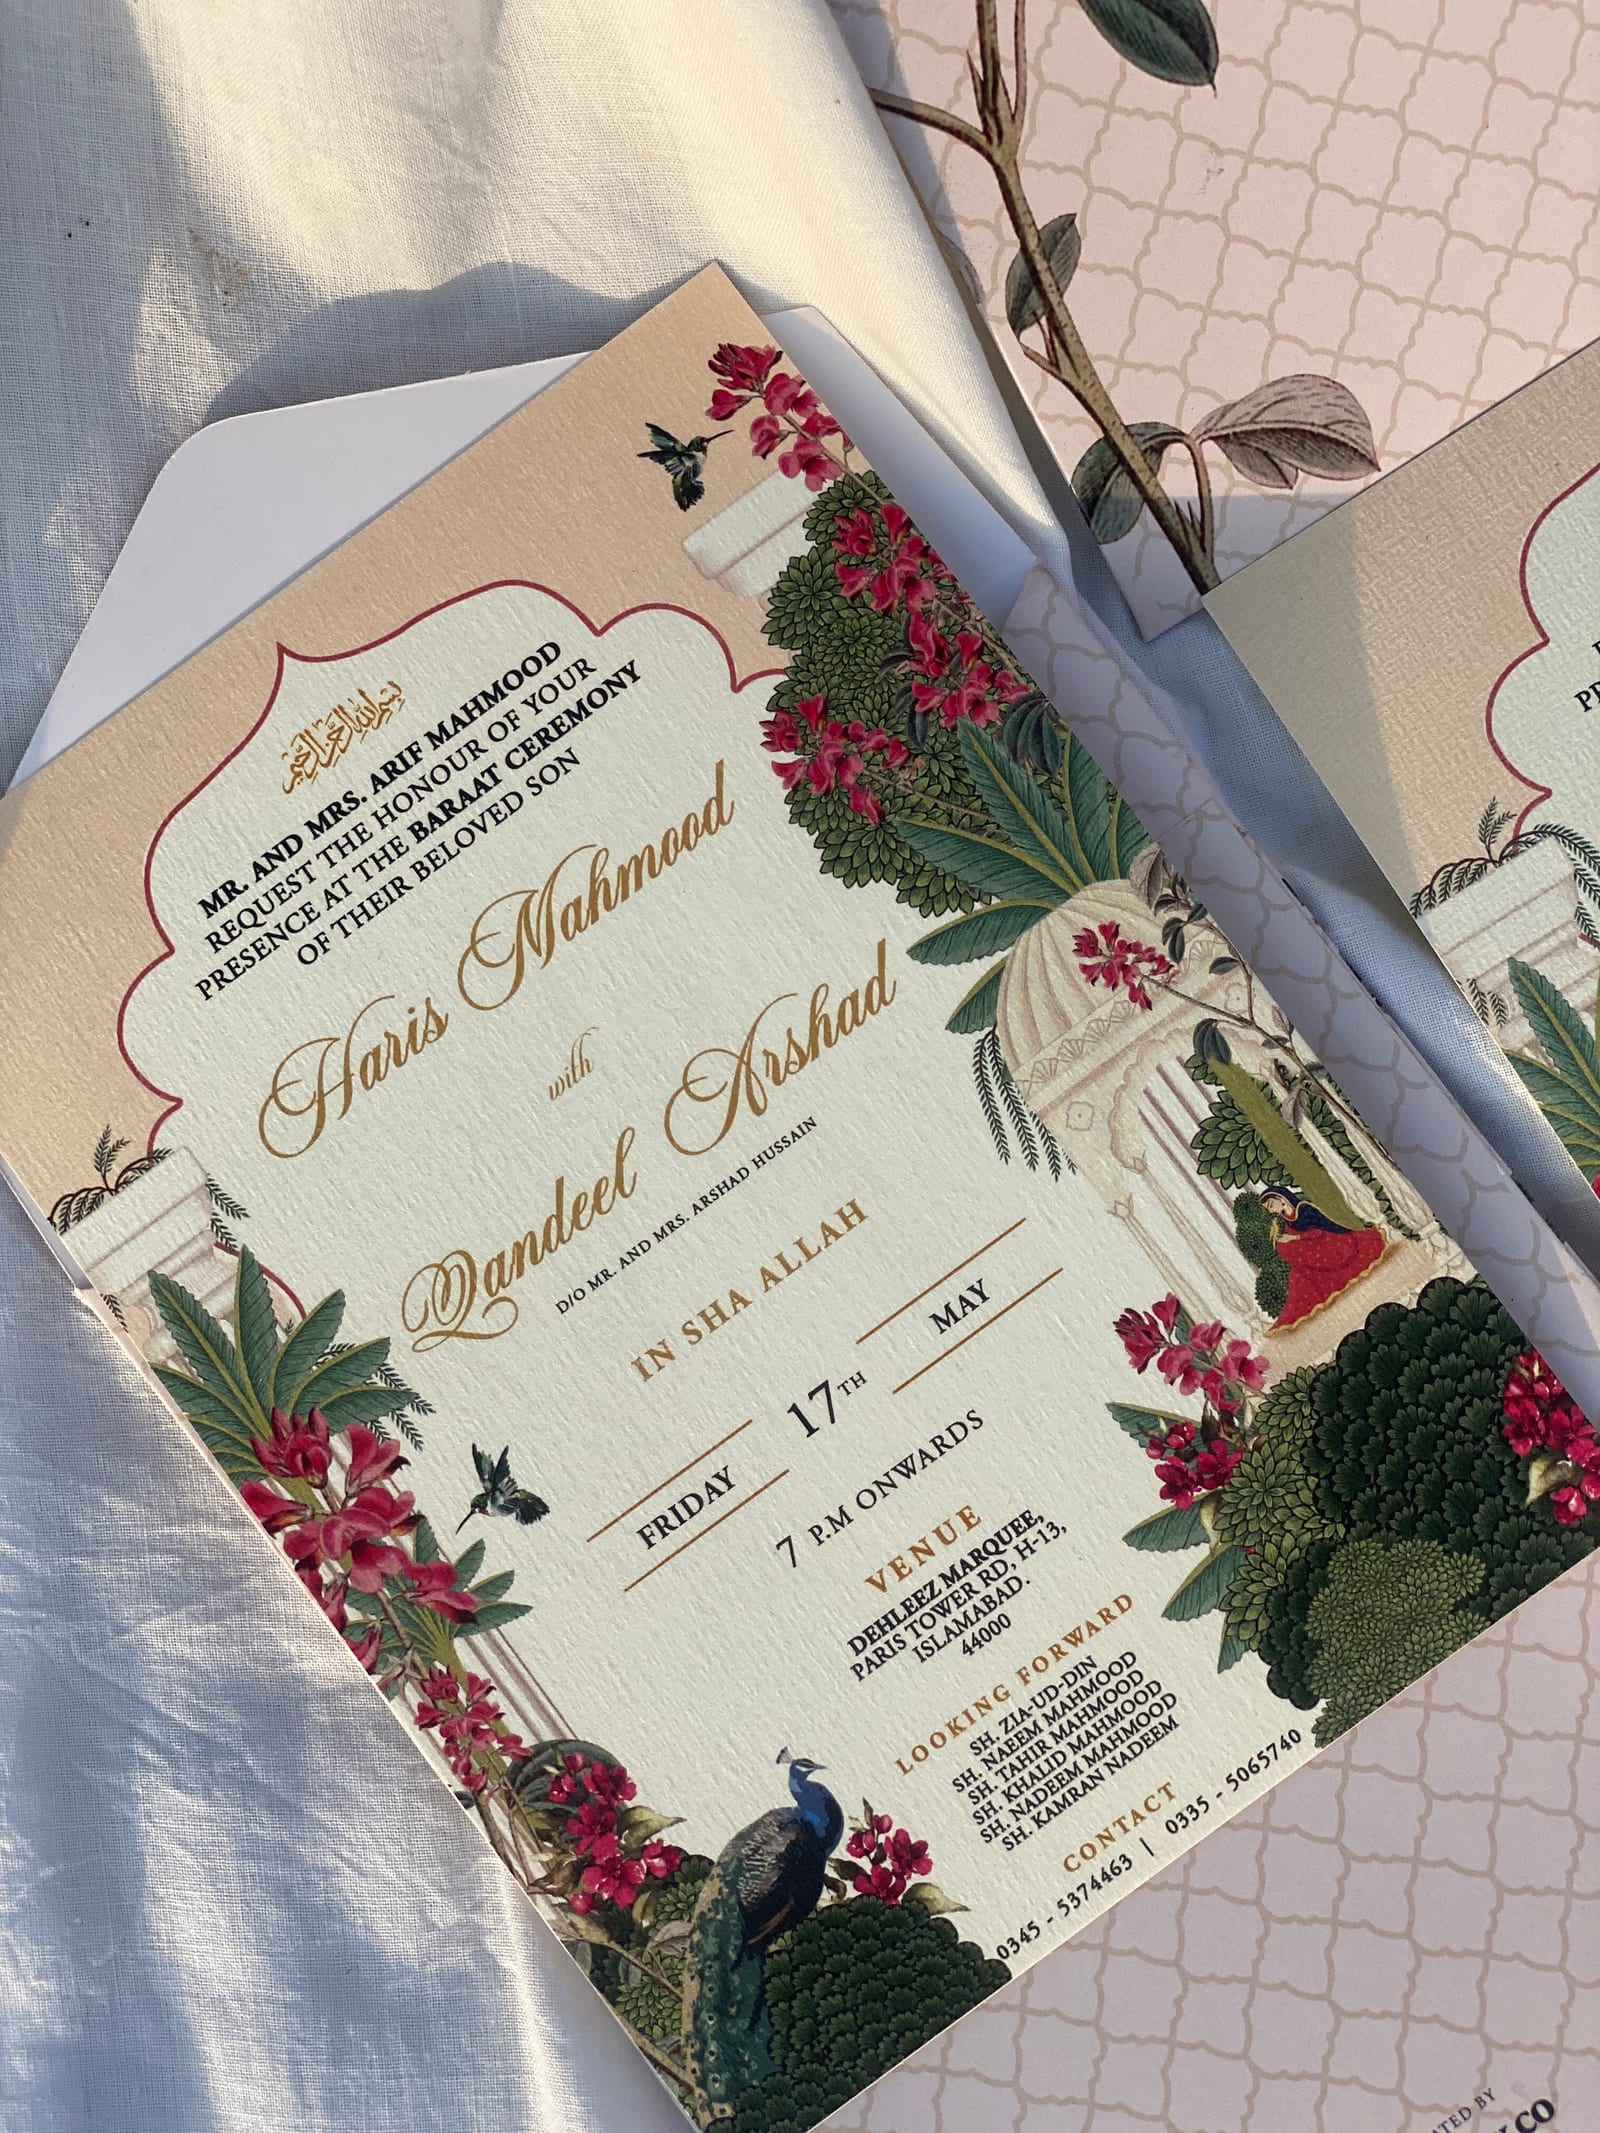 بسم الله الرحمن الرحيم
MR. AND MRS. ARIF MAHMOOD
REQUEST THE HONOUR OF YOUR
PRESENCE AT THE BARAAT CEREMONY
OF THEIR BELOVED SON
Haris Mahmood
with
Qandeel Arshad
D/O MR. AND MRS. ARSHAD HUSSAIN
IN SHA ALLAH
FRIDAY 17TH MAY
7 P.M ONWARDS
VENUE
DEHLEEZ MARQUEE,
PARIS TOWER RD, H-13,
ISLAMABAD.
44000
LOOKING FORWARD
SH. ZIA-UD-DIN
SH. NAEEM MAHMOOD
SH. TAHIR MAHMOOD
SH. KHALID MAHMOOD
SH. NADEEM MAHMOOD
SH. KAMRAN NADEEM
CONTACT
0345 - 5374463 | 0335 - 5065740
BY
CO